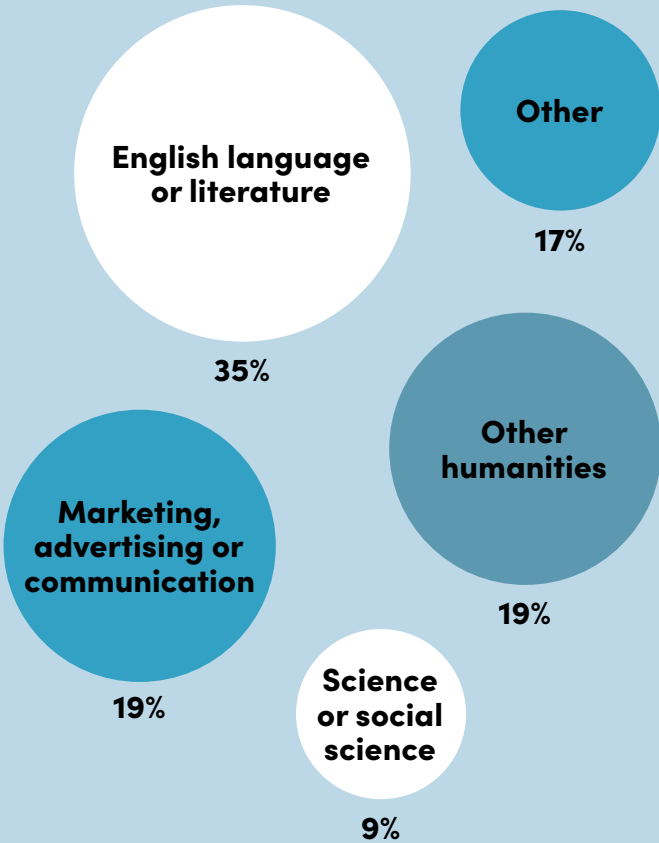 English language
or literature
35%
Other
17%
Other
humanities
19%
Marketing,
advertising or
communication
19%
Science
or social
science
9%